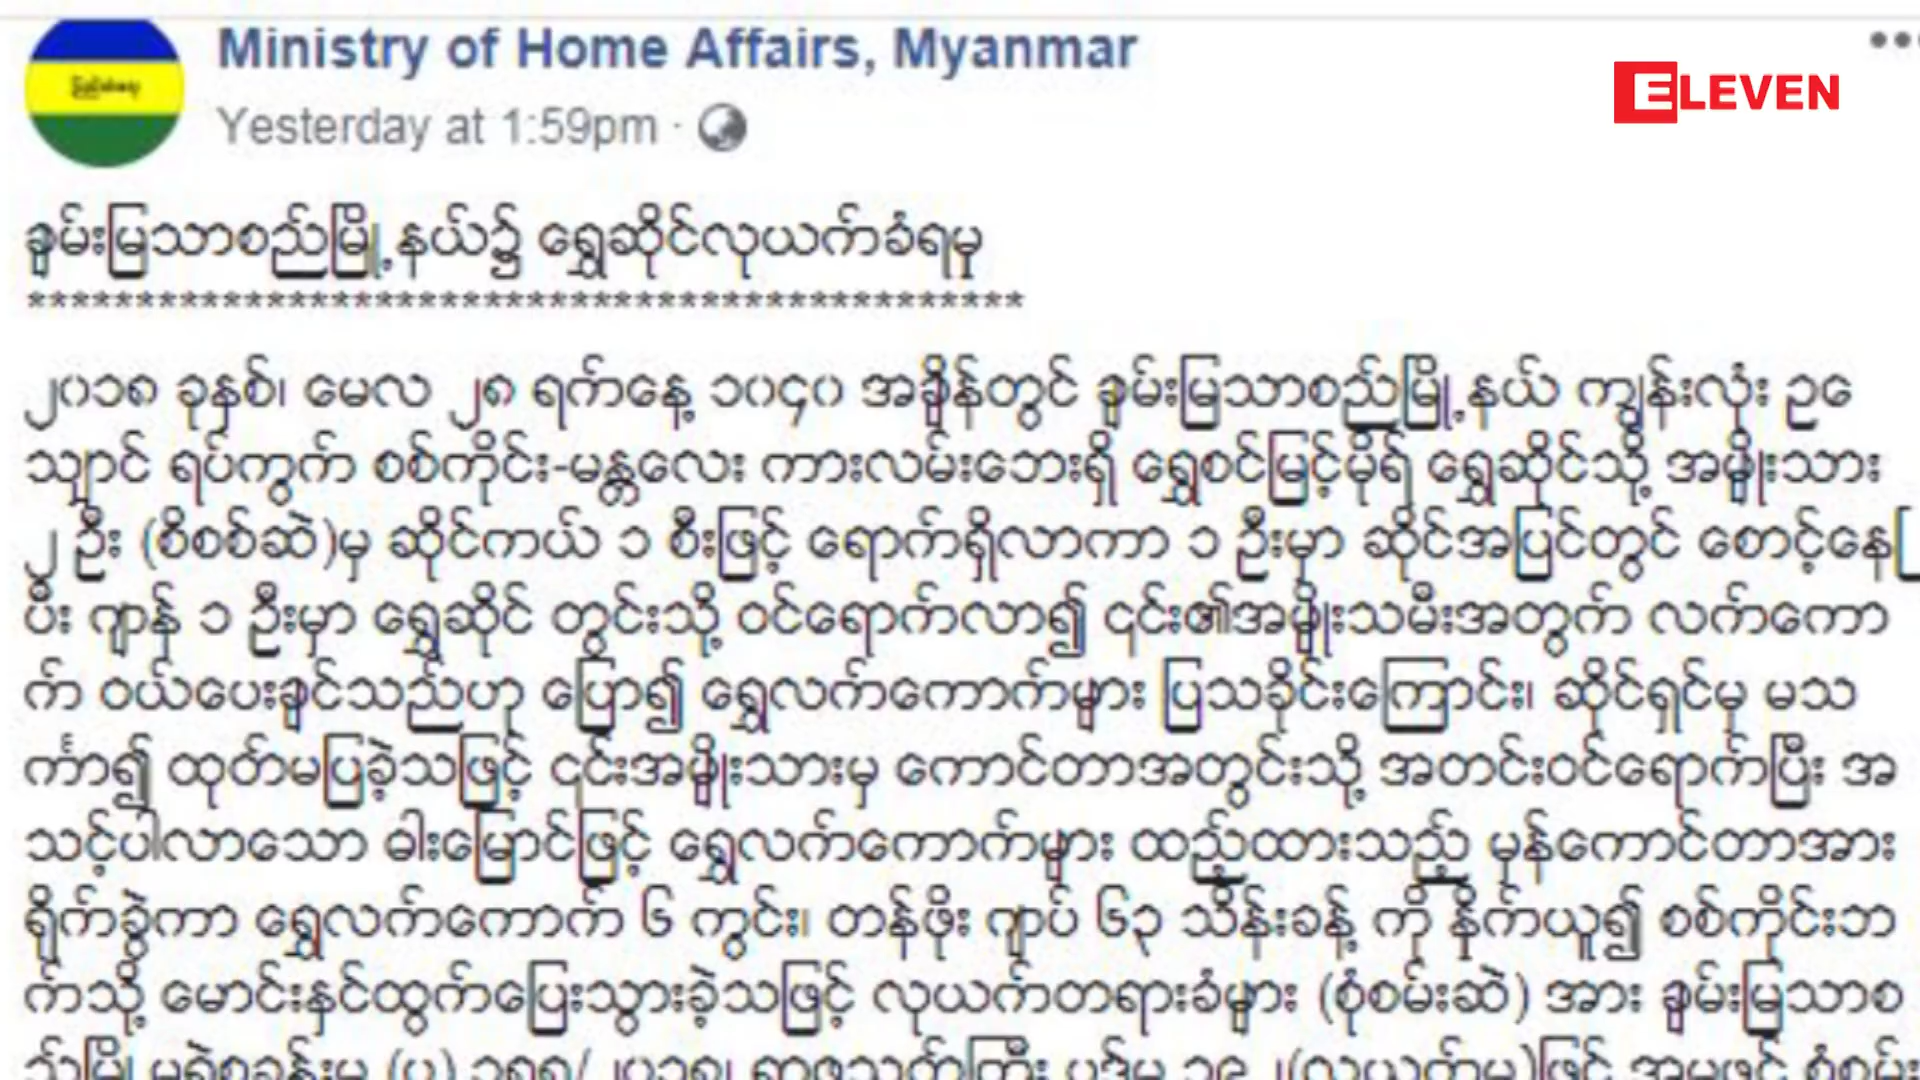 Ministry of Home Affairs, Myanmar
ELEVEN
Yesterday at 1:59pm ·
ချမ်းမြသာစည်မြို့နယ်၌ ရွှေဆိုင်လုယက်ခံရမှု
**********************************************
၂၀၁၈ ခုနှစ်၊ မေလ ၂၈ ရက်နေ့ ၁၀၄၀ အချိန်တွင် ချမ်းမြသာစည်မြို့နယ် ကျွန်းလုံး ဥသေ
သျှာင် ရပ်ကွက် စစ်ကိုင်း-မန္တလေး ကားလမ်းဘေးရှိ ရွှေစင်မြင့်မိုရ် ရွှေဆိုင်သို့ အမျိုးသား
၂ ဦး (စိစစ်ဆဲ)မှ ဆိုင်ကယ် ၁ စီးဖြင့် ရောက်ရှိလာကာ ၁ ဦးမှာ ဆိုင်အပြင်တွင် စောင့်နေပြ
ပီး ကျန် ၁ ဦးမှာ ရွှေဆိုင် တွင်းသို့ ဝင်ရောက်လာ၍ ၎င်း၏အမျိုးသမီးအတွက် လက်ကော
က် ဝယ်ပေးချင်သည်ဟု ပြော၍ ရွှေလက်ကောက်များ ပြသခိုင်းကြောင်း၊ ဆိုင်ရှင်မှ မသ
င်္ကာ၍ ထုတ်မပြခဲ့သဖြင့် ၎င်းအမျိုးသားမှ ကောင်တာအတွင်းသို့ အတင်းဝင်ရောက်ပြီး အ
သင့်ပါလာသော ဓါးမြှောင်ဖြင့် ရွှေလက်ကောက်များ ထည့်ထားသည့် မှန်ကောင်တာအား
ရိုက်ခွဲကာ ရွှေလက်ကောက် ၆ ကွင်း၊ တန်ဖိုး ကျပ် ၆၃ သိန်းခန့် ကို နှိုက်ယူ၍ စစ်ကိုင်းဘ
က်သို့ မောင်းနှင်ထွက်ပြေးသွားခဲ့သဖြင့် လုယက်တရားခံများ (စုံစမ်းဆဲ) အား ချမ်းမြသာစ